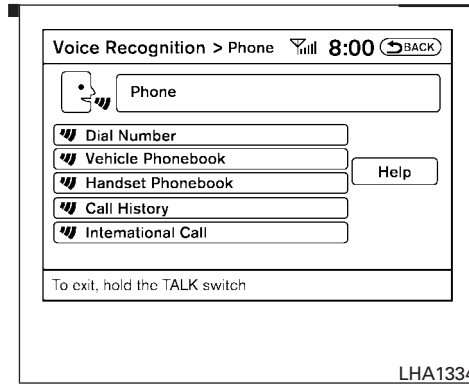 Voice Recognition > Phone 8:00 BACK
Phone
Dial Number
Vehicle Phonebook
Help
Handset Phonebook
Call History
International Call
To exit, hold the TALK switch
LHA1334